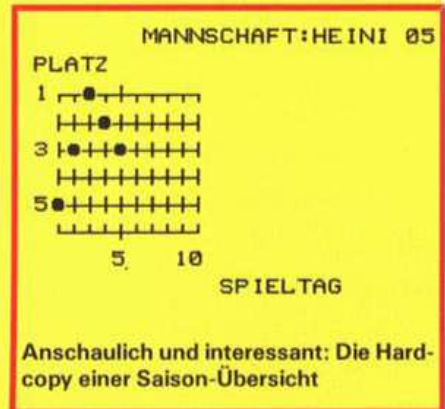 MANNSCHAFT:HEINI 05
PLATZ
1
3
5
5 10
SPIELTAG
Anschaulich und interessant: Die Hard-
copy einer Saison-Übersicht